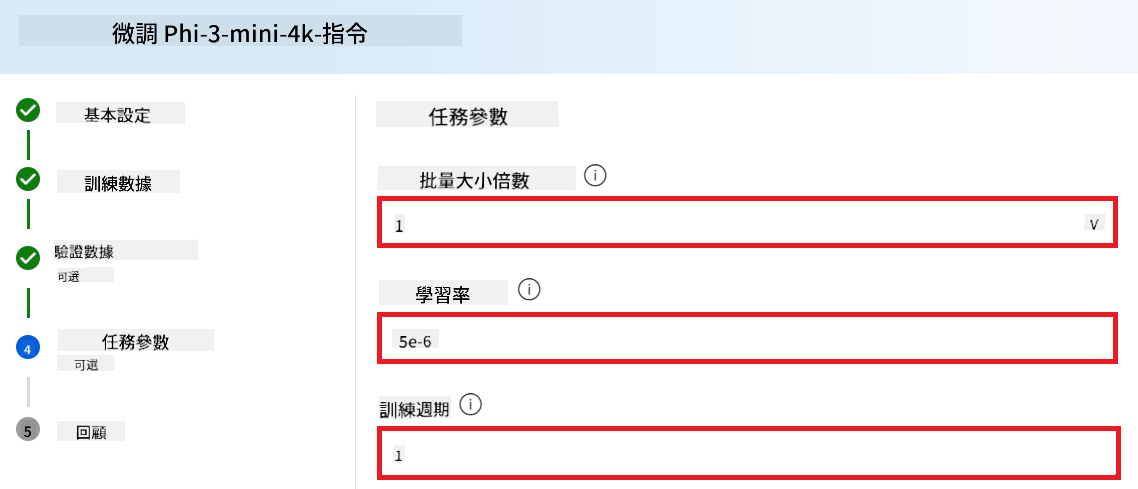 微調 Phi-3-mini-4k-指令
基本設定
訓練數據
驗證數據
可選
4
任務參數
可選
5
回顧
任務參數
批量大小倍數
1
V
學習率
5e-6
訓練週期
1